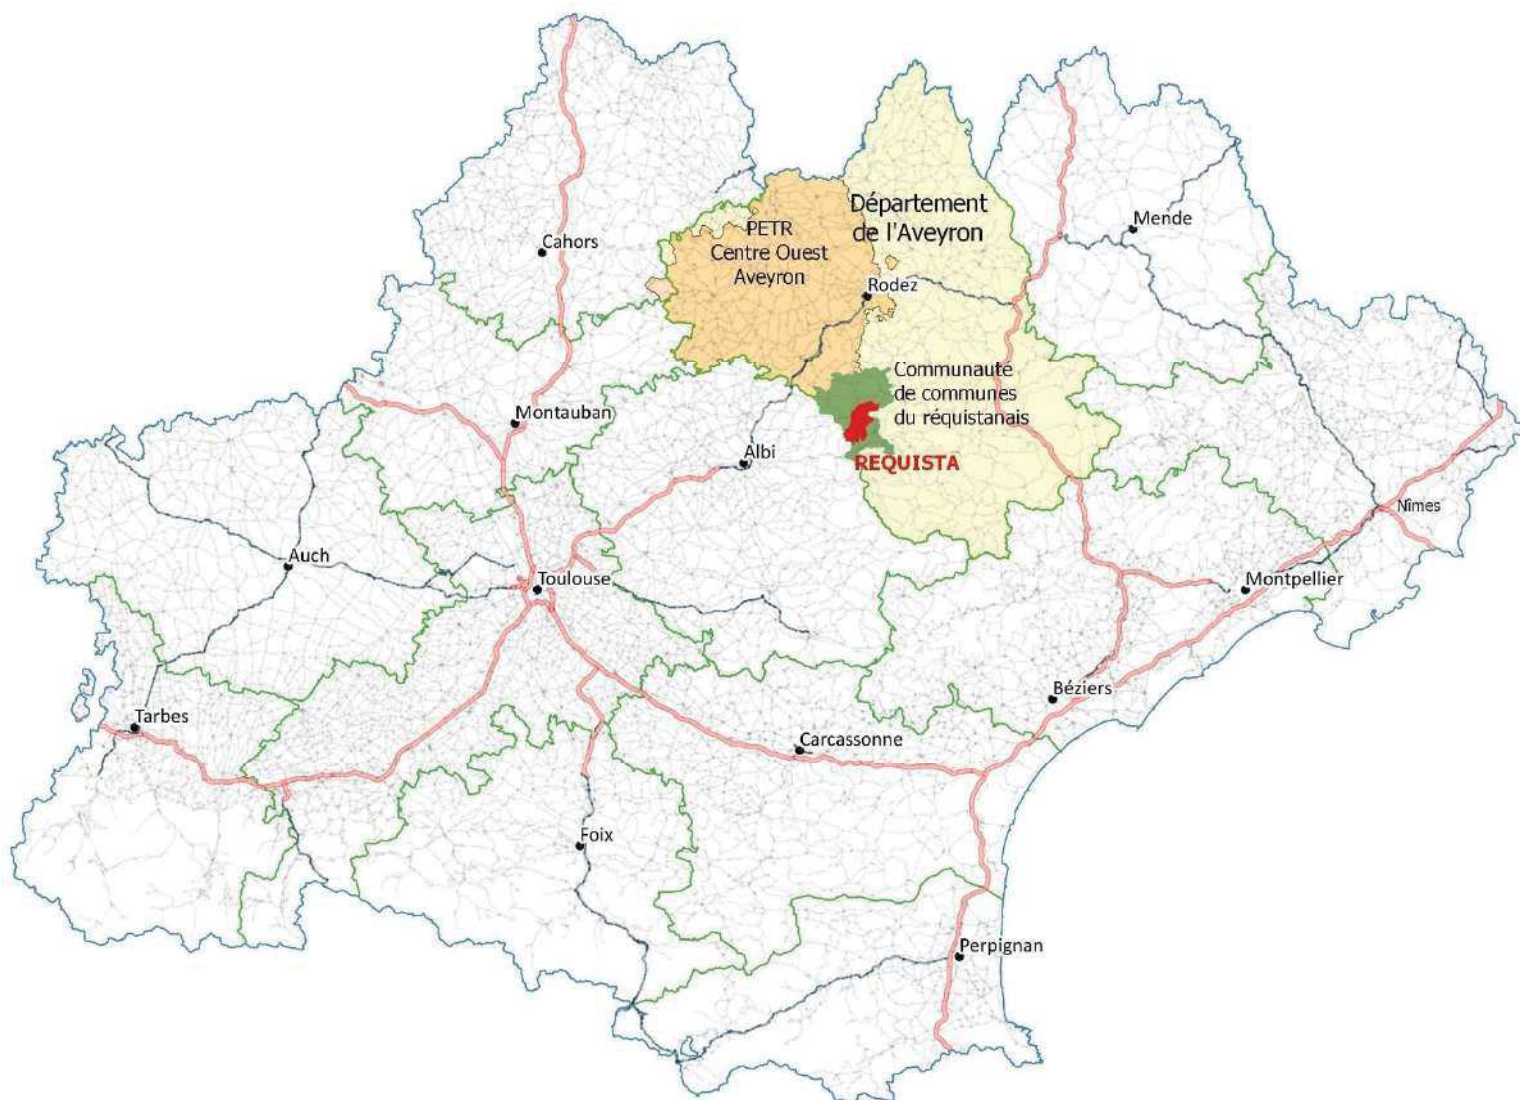 Département
de l'Aveyron
Mende
PETR
Centre Ouest
Aveyron
Cahors
Rodez
Communauté
de communes
du réquistanais
Montauban
Albi
REQUISTA
Nîmes
Auch
Toulouse
Montpellier
Béziers
Tarbes
Carcassonne
Foix
Perpignan